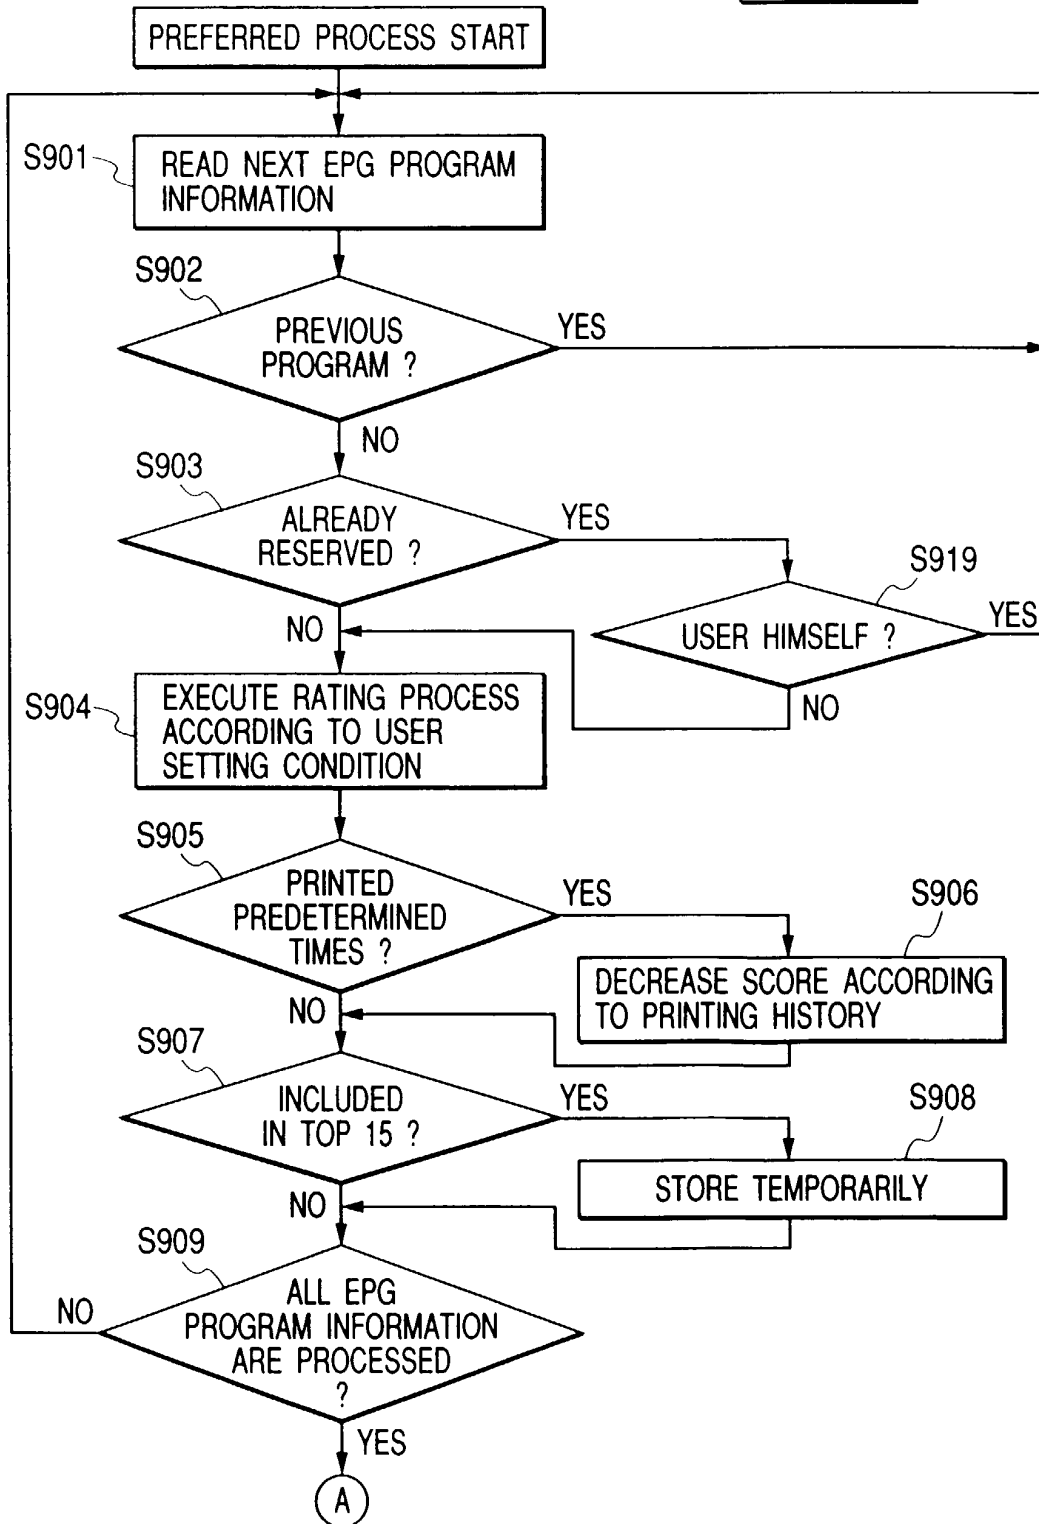 PREFERRED PROCESS START
S901
READ NEXT EPG PROGRAM
INFORMATION
S902
PREVIOUS
PROGRAM ?
YES
NO
S903
ALREADY
RESERVED ?
YES
S919
USER HIMSELF ?
YES
NO
NO
S904
EXECUTE RATING PROCESS
ACCORDING TO USER
SETTING CONDITION
S905
PRINTED
PREDETERMINED
TIMES ?
YES
S906
DECREASE SCORE ACCORDING
TO PRINTING HISTORY
NO
S907
INCLUDED
IN TOP 15 ?
YES
S908
STORE TEMPORARILY
NO
S909
ALL EPG
PROGRAM INFORMATION
ARE PROCESSED
?
NO
YES
A